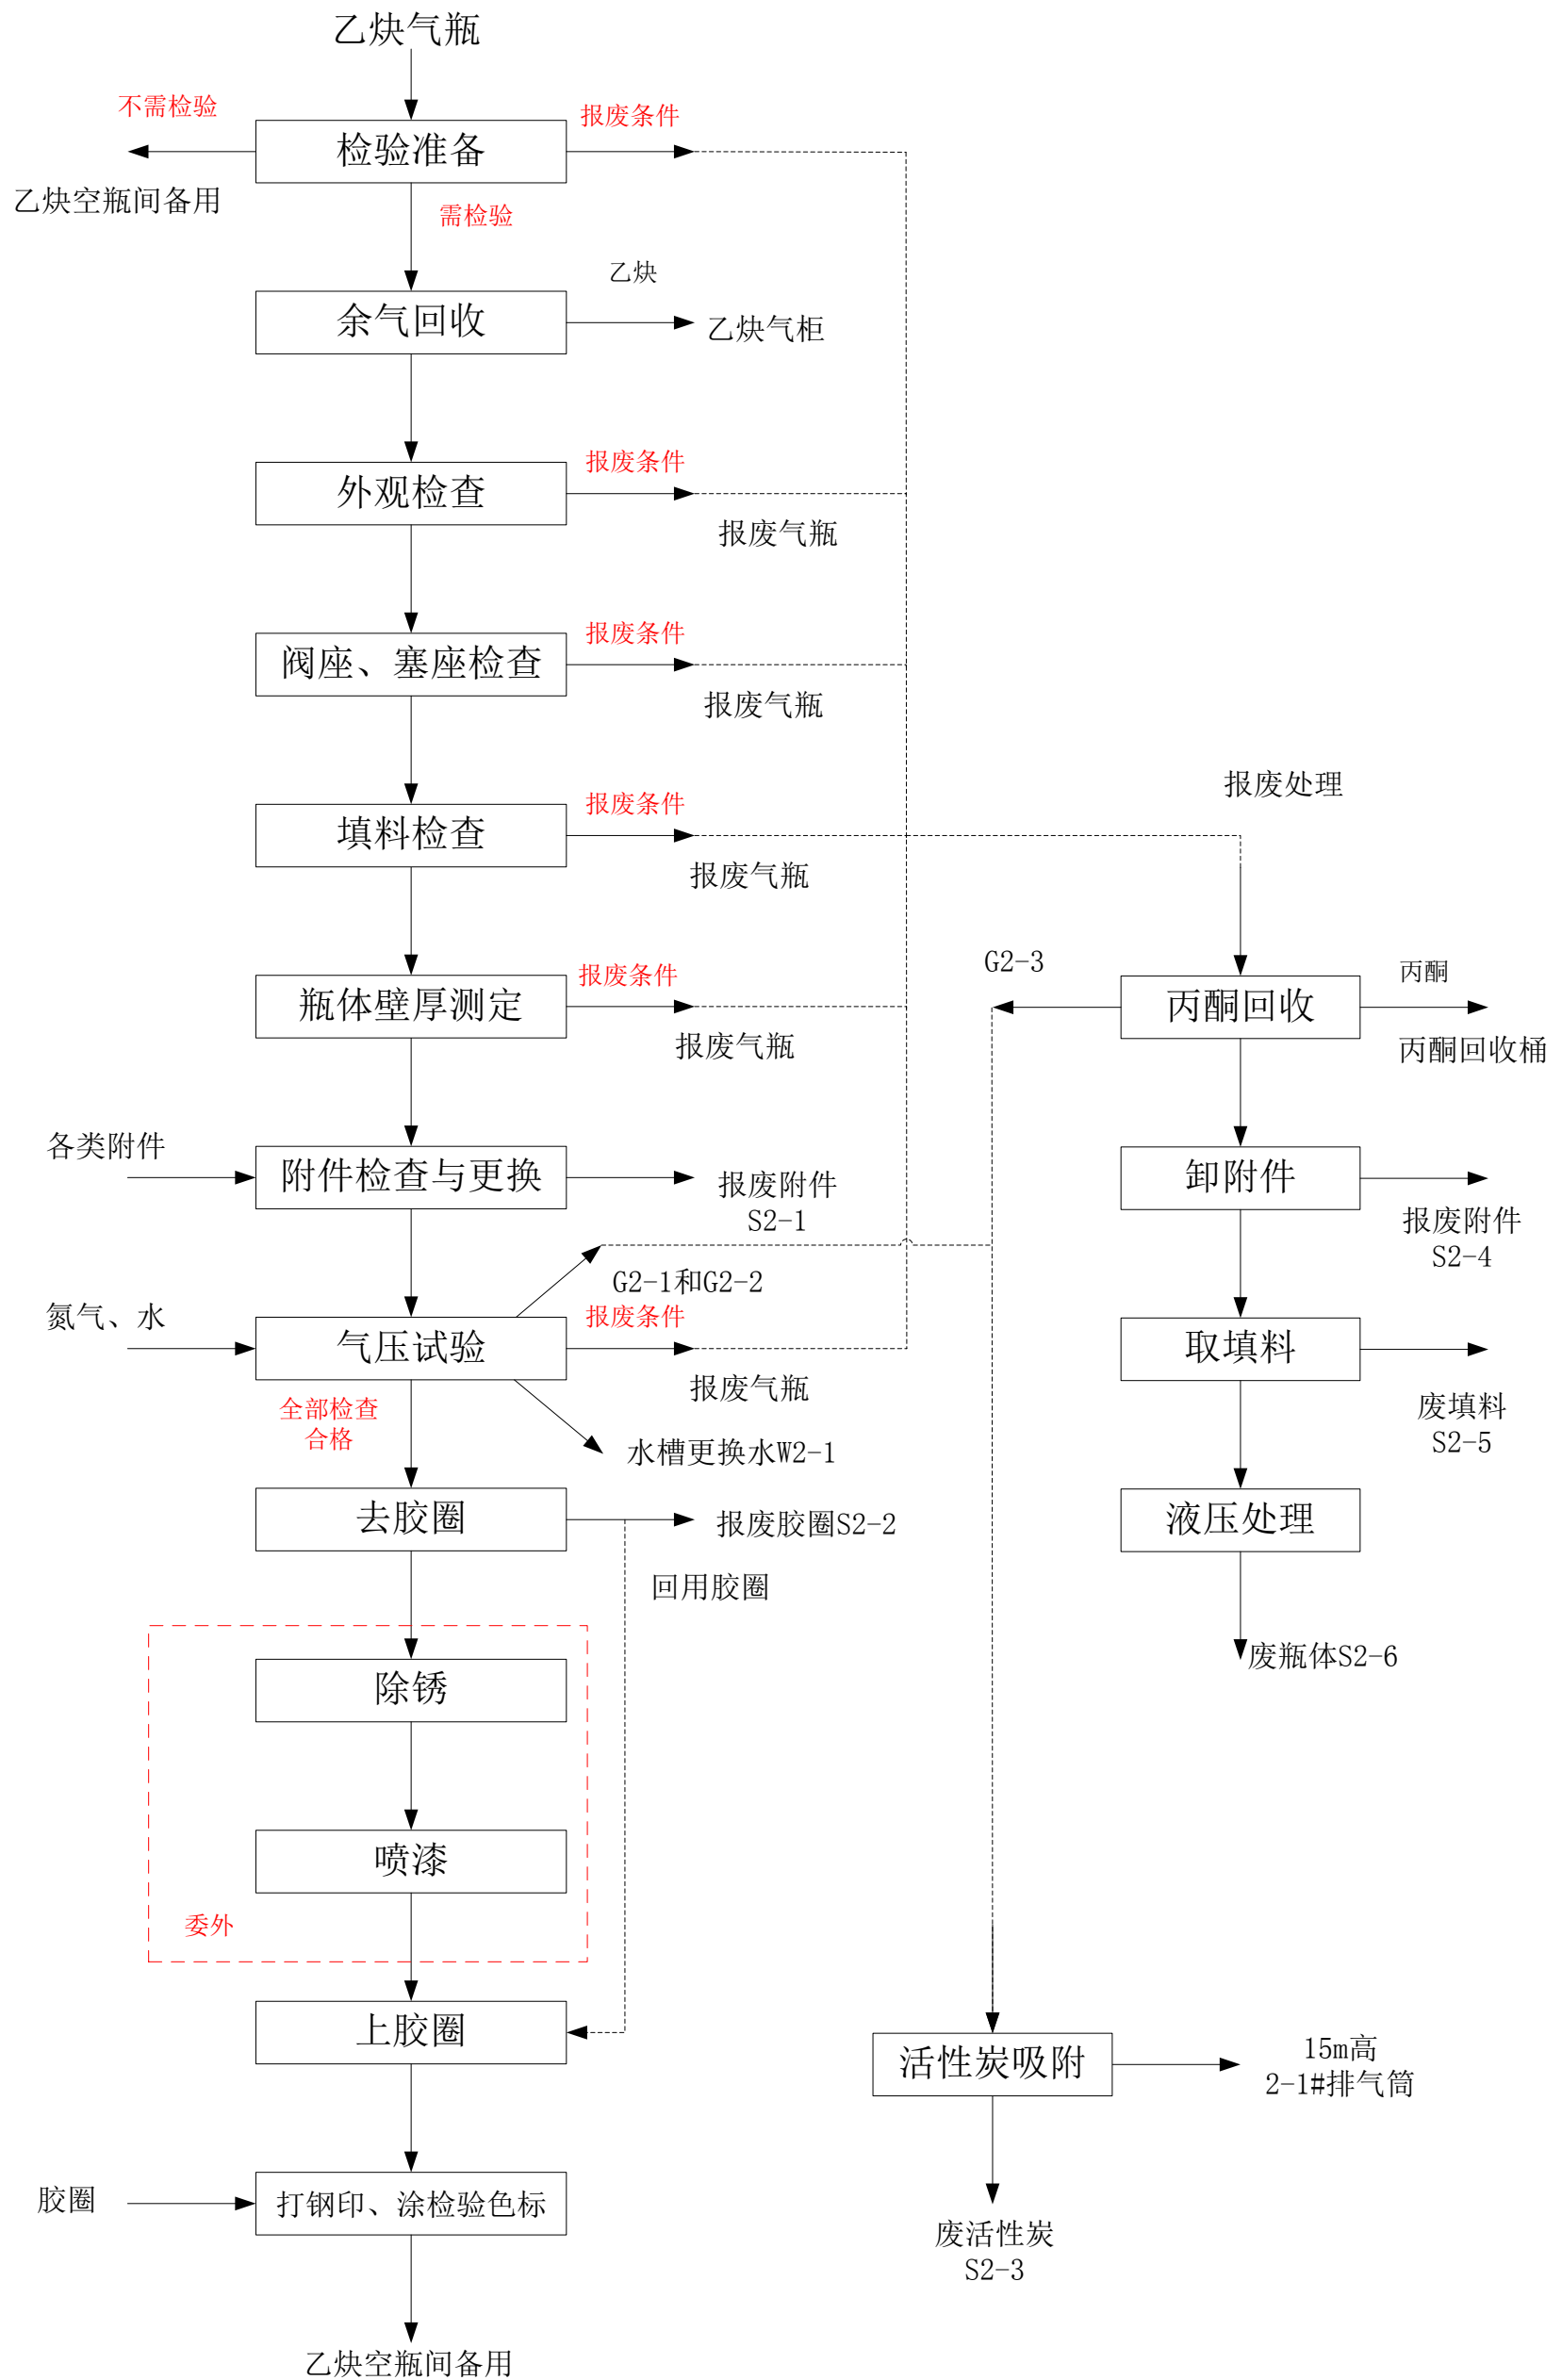 乙炔气瓶
不需检验
报废条件
检验准备
乙炔空瓶间备用
需检验
乙炔
余气回收
乙炔气柜
报废条件
外观检查
报废气瓶
报废条件
阀座、塞座检查
报废气瓶
报废处理
报废条件
填料检查
报废气瓶
G2-3
丙酮
报废条件
瓶体壁厚测定
丙酮回收
报废气瓶
丙酮回收桶
各类附件
附件检查与更换
卸附件
报废附件
S2-1
报废附件
S2-4
G2-1和G2-2
氮气、水
报废条件
气压试验
取填料
报废气瓶
全部检查
合格
废填料
S2-5
水槽更换水W2-1
去胶圈
报废胶圈S2-2
液压处理
回用胶圈
废瓶体S2-6
除锈
喷漆
委外
上胶圈
活性炭吸附
15m高
2-1#排气筒
胶圈
打钢印、涂检验色标
废活性炭
S2-3
乙炔空瓶间备用